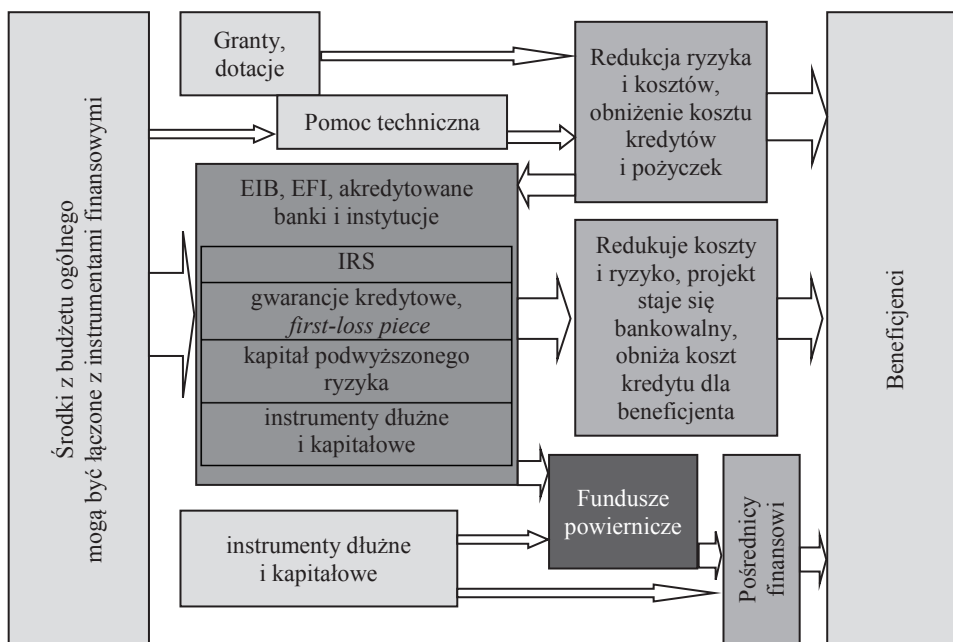 Środki z budżetu ogólnego
mogą być łączone z instrumentami finansowymi
Granty,
dotacje
Pomoc techniczna
Redukcja ryzyka
i kosztów,
obniżenie kosztu
kredytów
i pożyczek
EIB, EFI, akredytowane
banki i instytucje
IRS
gwarancje kredytowe,
first-loss piece
kapitał podwyższonego
ryzyka
instrumenty dłużne
i kapitałowe
Redukuje koszty
i ryzyko, projekt
staje się
bankowalny,
obniża koszt
kredytu dla
beneficjenta
Fundusze
powiernicze
instrumenty dłużne
i kapitałowe
Pośrednicy
finansowi
Beneficjenci